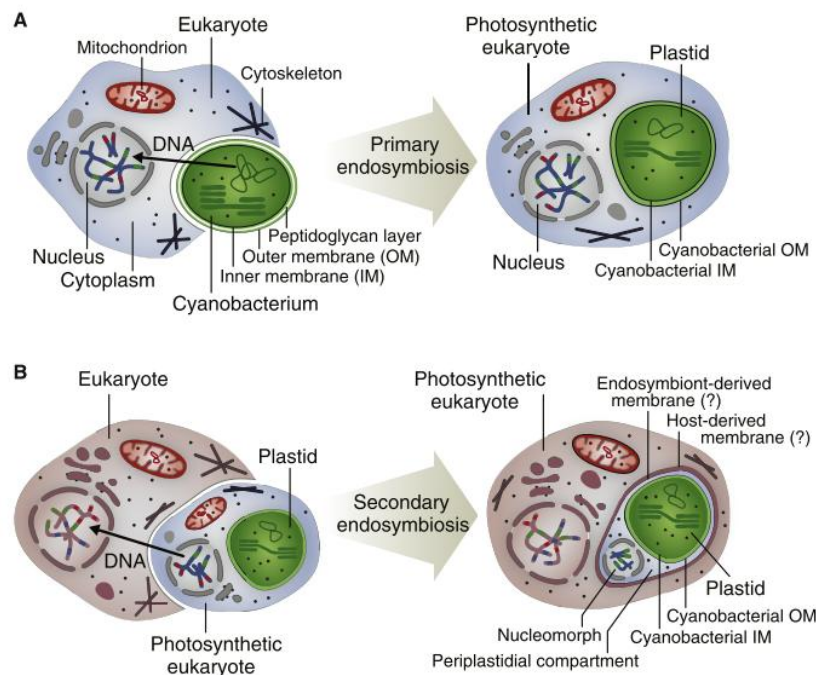 A
Eukaryote
Mitochondrion
Cytoskeleton
DNA
Nucleus
Cytoplasm
Peptidoglycan layer
Outer membrane (OM)
Inner membrane (IM)
Cyanobacterium
Primary
endosymbiosis
Photosynthetic
eukaryote
Plastid
Nucleus
Cyanobacterial OM
Cyanobacterial IM
B
Eukaryote
Plastid
DNA
Photosynthetic
eukaryote
Secondary
endosymbiosis
Photosynthetic
eukaryote
Endosymbiont-derived
membrane (?)
Host-derived
membrane (?)
Plastid
Cyanobacterial OM
Nucleomorph
Cyanobacterial IM
Periplastidial compartment